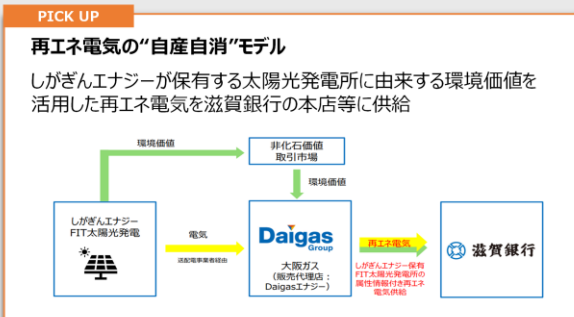 PICK UP
再エネ電気の“自産自消”モデル
しがぎんエナジーが保有する太陽光発電所に由来する環境価値を
活用した再エネ電気を滋賀銀行の本店等に供給
環境価値
非化石価値
取引市場
環境価値
しがぎんエナジー
FIT太陽光発電
電気
送配電事業者経由
Daigas
Group
大阪ガス
（販売代理店：
Daigasエナジー）
再エネ電気
しがぎんエナジー保有
FIT太陽光発電所の
属性情報付き再エネ
電気供給
滋賀銀行